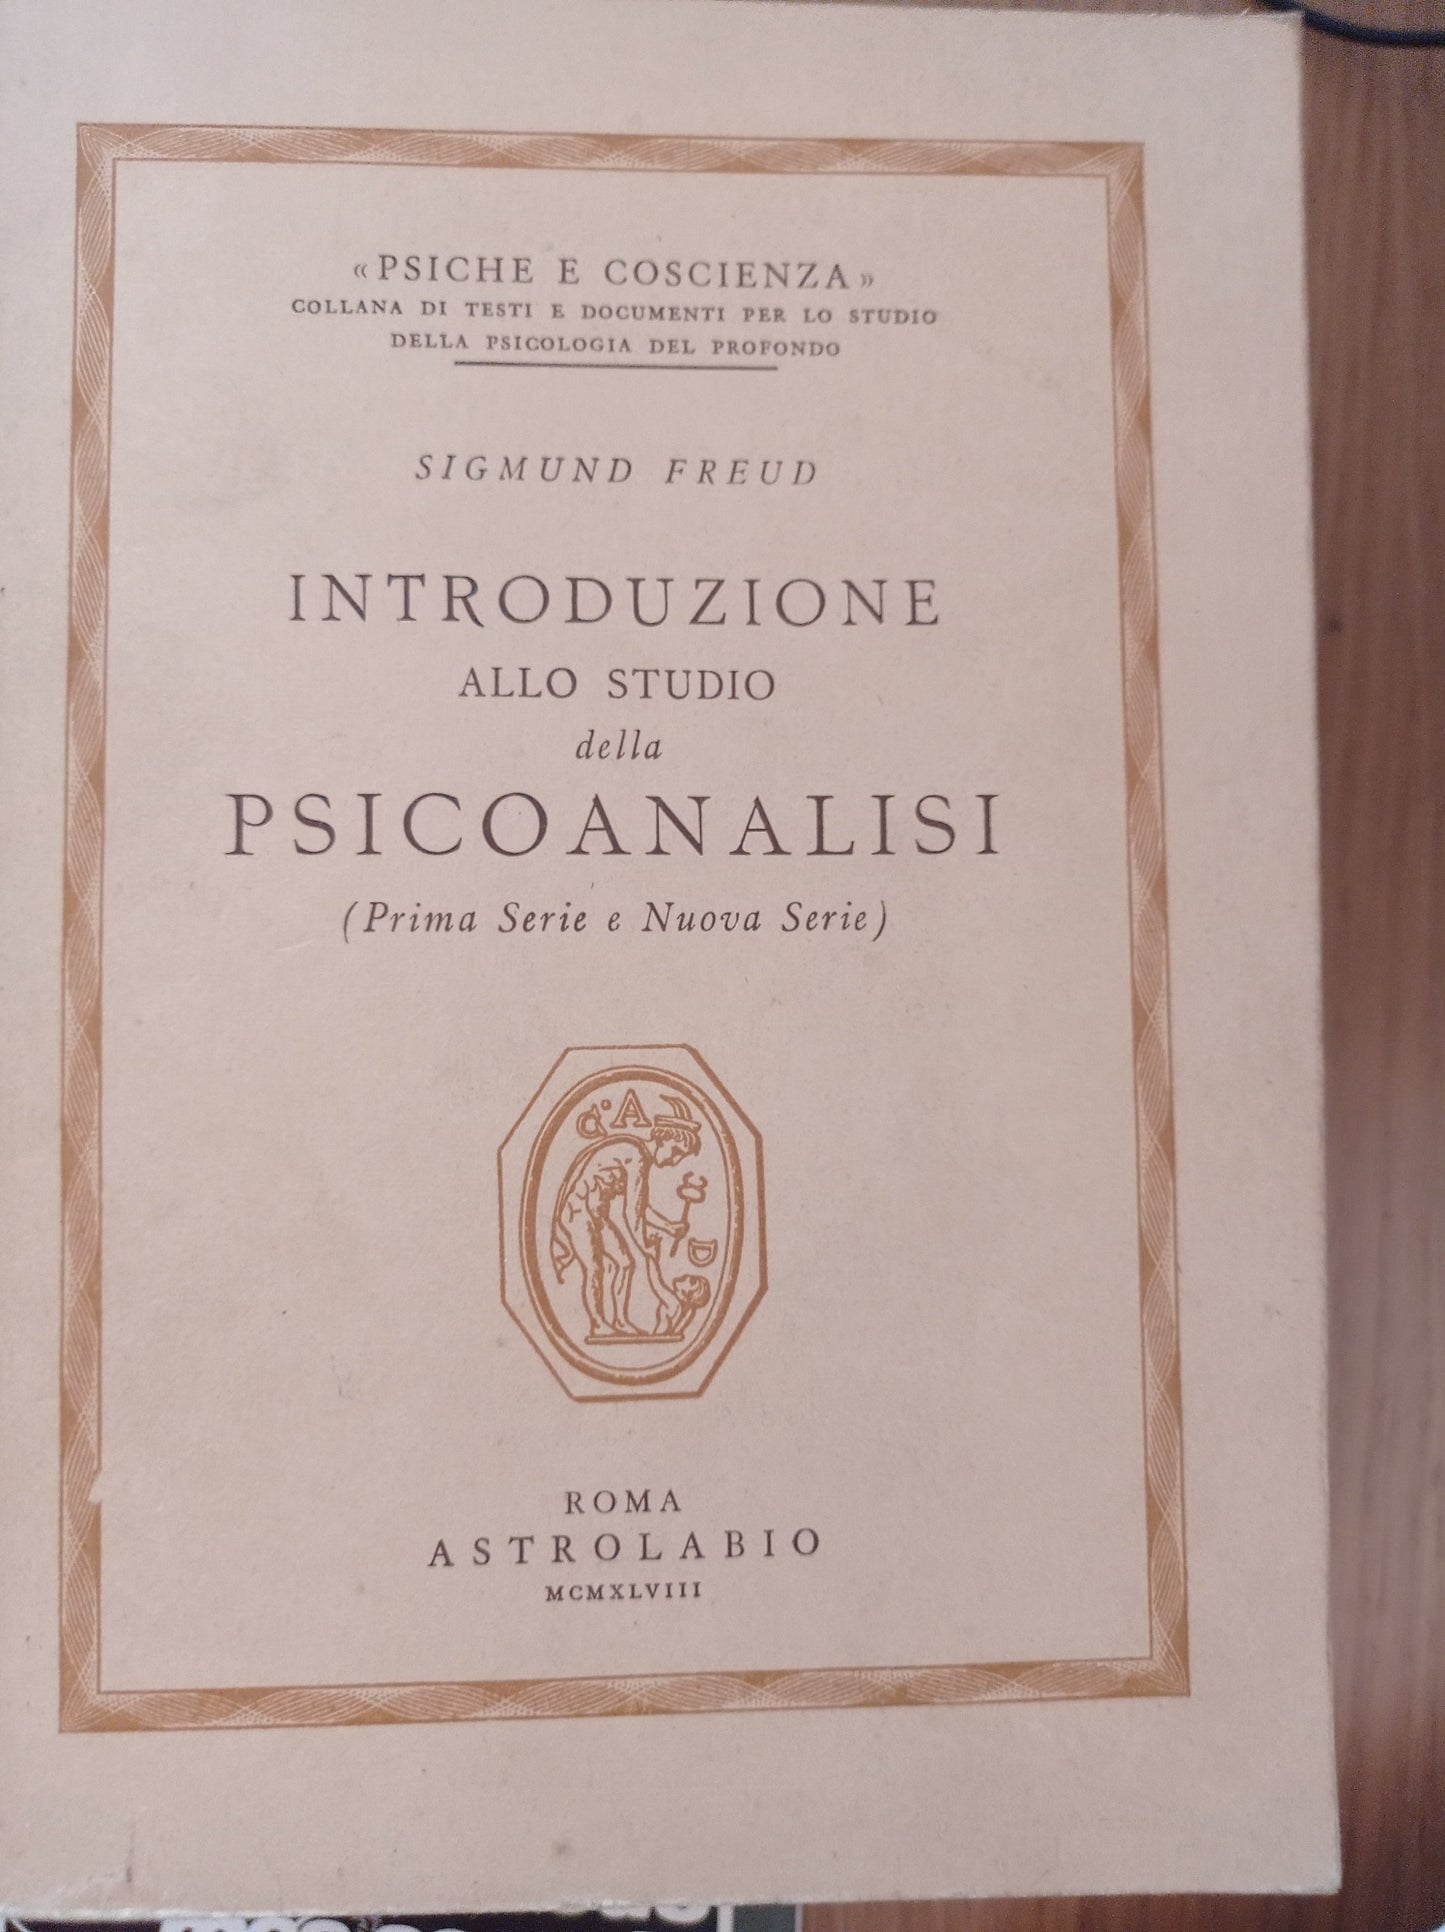 «PSICHE E COSCIENZA»
COLLANA DI TESTI E DOCUMENTI PER LO STUDIO
DELLA PSICOLOGIA DEL PROFONDO
SIGMUND FREUD
INTRODUZIONE
ALLO STUDIO
della
PSICOANALISI
(Prima Serie e Nuova Serie)
A
D
ROMA
ASTROLABIO
MCMXLVIII